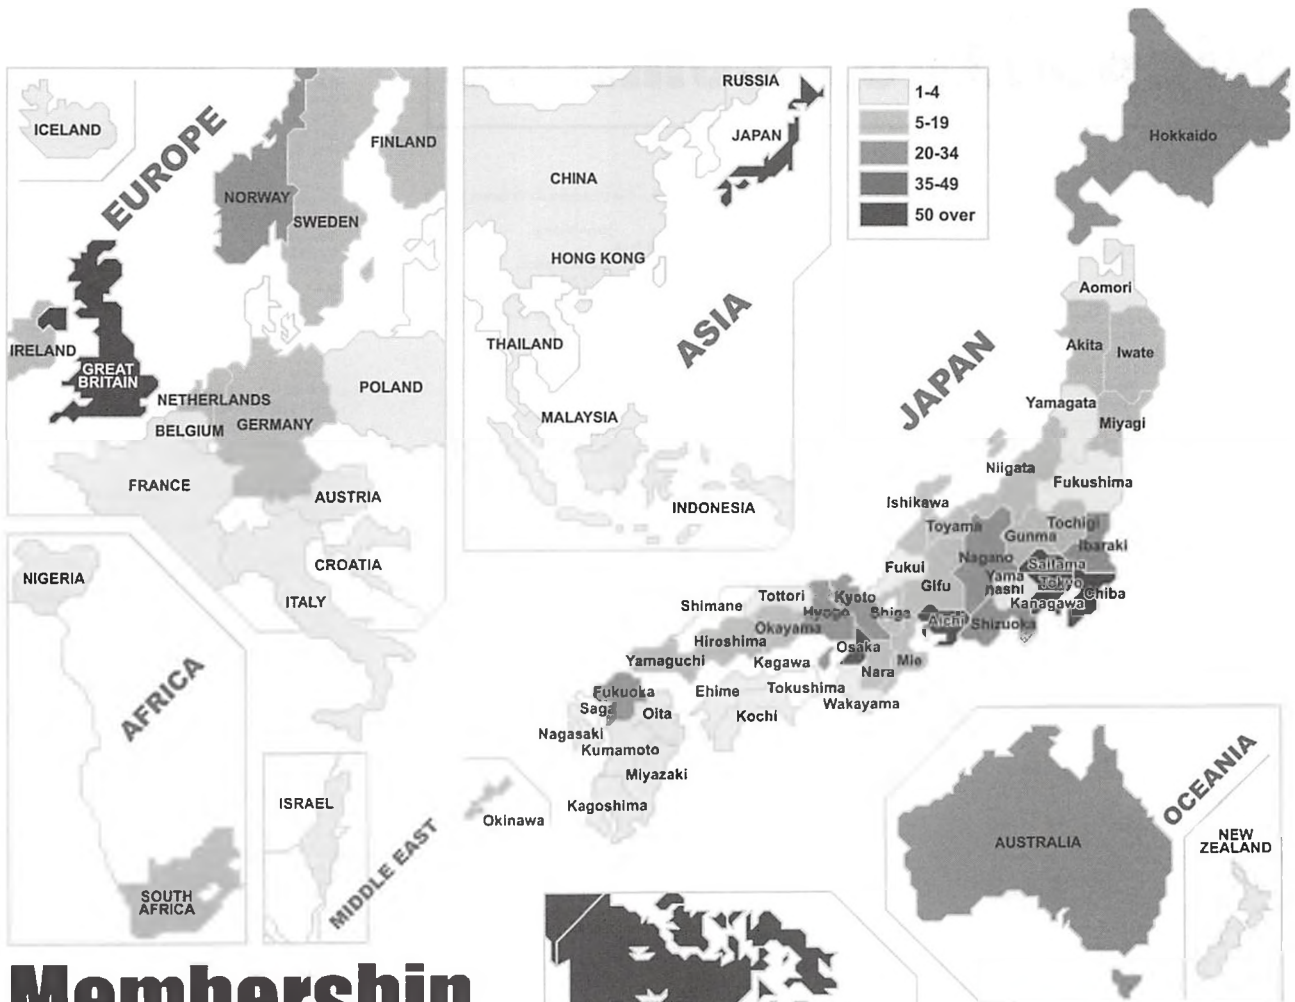 EUROPE
ICELAND
NORWAY
SWEDEN
FINLAND
IRELAND
GREAT
BRITAIN
NETHERLANDS
BELGIUM
GERMANY
POLAND
FRANCE
AUSTRIA
CROATIA
ITALY
ASIA
RUSSIA
JAPAN
CHINA
HONG KONG
THAILAND
MALAYSIA
INDONESIA
1-4
5-19
20-34
35-49
50 over
JAPAN
Hokkaido
Aomori
Akita
Iwate
Yamagata
Miyagi
Niigata
Fukushima
Ishikawa
Toyama
Gunma
Tochigi
Ibaraki
Nagano
Saitama
Fukui
Gifu
Yama
nashi
Tokyo
Chiba
Kanagawa
Shimane
Tottori
Hyogo
Kyoto
Shiga
Aichi
Shizuoka
Okayama
Hiroshima
Osaka
Yamaguchi
Kagawa
Nara
Mie
Fukuoka
Ehime
Tokushima
Wakayama
Saga
Oita
Kochi
Nagasaki
Kumamoto
Miyazaki
Kagoshima
Okinawa
AFRICA
NIGERIA
SOUTH
AFRICA
MIDDLE EAST
ISRAEL
OCEANIA
AUSTRALIA
NEW
ZEALAND
Membership